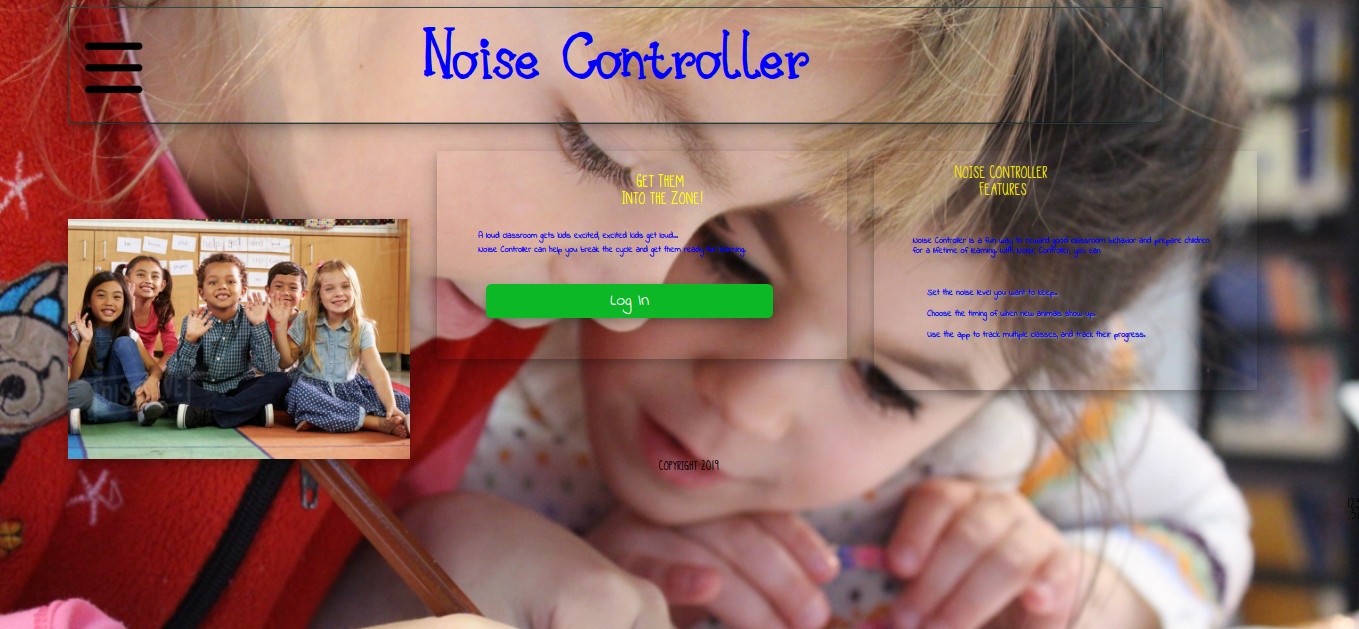 Noise Controller
Get Them
Into the Zone!
A loud classroom gets kids excited, excited kids get loud...
Noise Controller can help you break the cycle and get them ready for learning.
Log In
Noise Controller
Features
Noise Controller is a fun way to reward good classroom behavior and prepare children
for a lifetime of learning. With Noise Controller, you can
Set the noise level you want to keep.
Choose the timing of when new animals show up.
Use the app to track multiple classes, and track their progress.
Copyright 2019